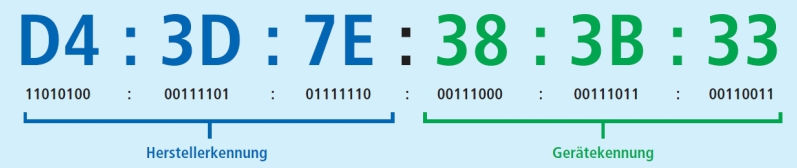 D4 : 3D : 7E : 38 : 3B : 33
11010100 : 00111101 : 01111110 : 00111000 : 00111011 : 00110011
Herstellerkennung Gerätekennung